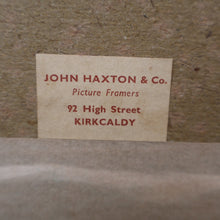 JOHN HAXTON & Co.
Picture Framers
92 High Street
KIRKCALDY